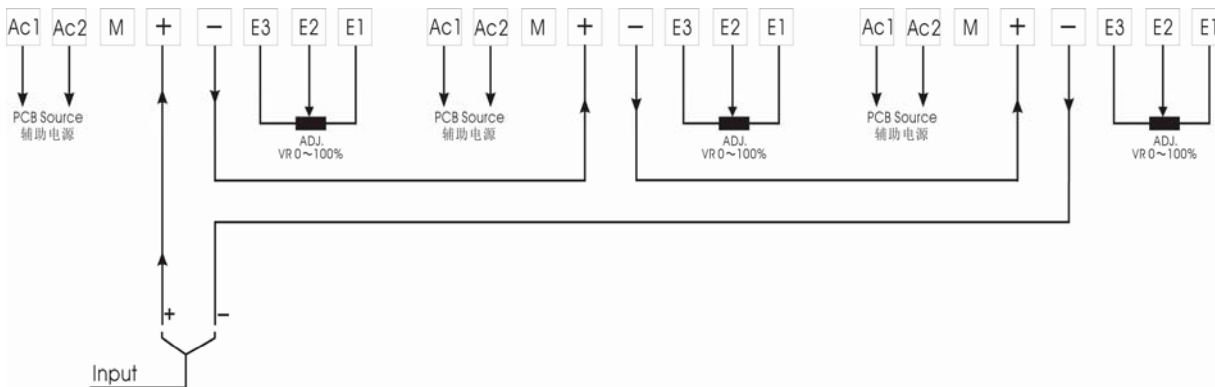 Ac1 Ac2 M + − E3 E2 E1 Ac1 Ac2 M + − E3 E2 E1 Ac1 Ac2 M + − E3 E2 E1
PCB Source
辅助电源
ADJ.
VR 0～100%
PCB Source
辅助电源
ADJ.
VR 0～100%
PCB Source
辅助电源
ADJ.
VR 0～100%
+ −
Input